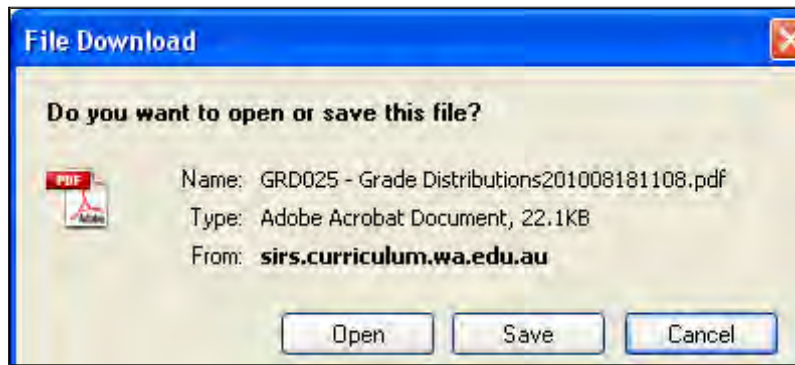 File Download
Do you want to open or save this file?
PDF
Adobe
Name: GRD025 - Grade Distributions201008181108.pdf
Type: Adobe Acrobat Document, 22.1KB
From: sirs.curriculum.wa.edu.au
Open Save Cancel